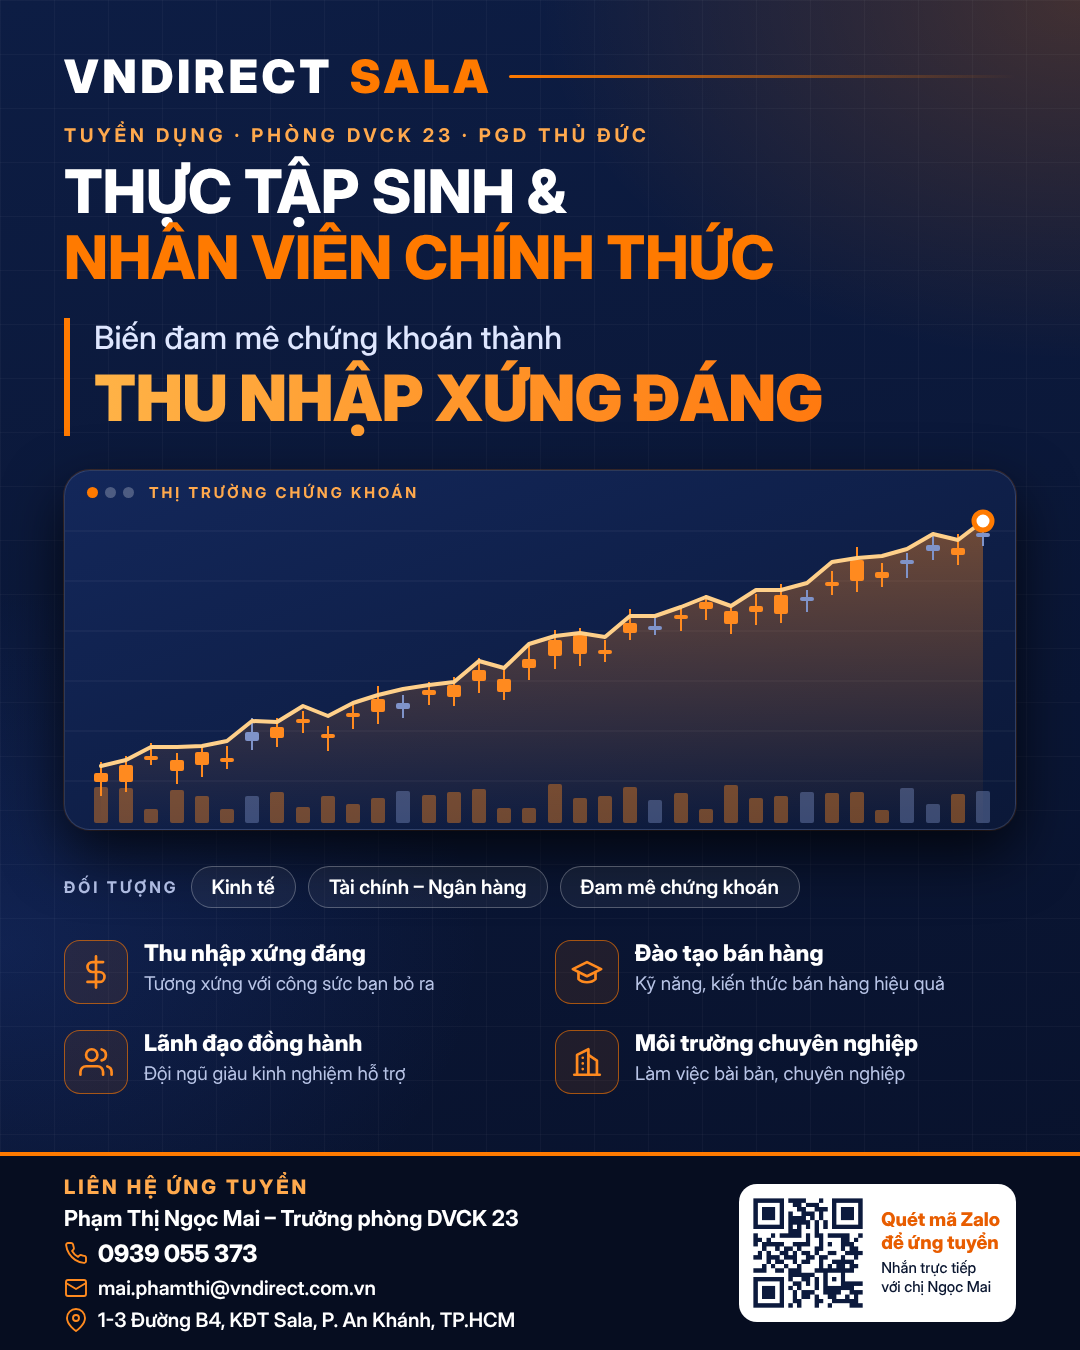 VNDIRECT SALA
TUYỂN DỤNG · PHÒNG DVCK 23 · PGD THỦ ĐỨC
THỰC TẬP SINH &
NHÂN VIÊN CHÍNH THỨC
Biến đam mê chứng khoán thành
THU NHẬP XỨNG ĐÁNG
THỊ TRƯỜNG CHỨNG KHOÁN
ĐỐI TƯỢNG
Kinh tế
Tài chính – Ngân hàng
Đam mê chứng khoán
Thu nhập xứng đáng
Tương xứng với công sức bạn bỏ ra
Đào tạo bán hàng
Kỹ năng, kiến thức bán hàng hiệu quả
Lãnh đạo đồng hành
Đội ngũ giàu kinh nghiệm hỗ trợ
Môi trường chuyên nghiệp
Làm việc bài bản, chuyên nghiệp
LIÊN HỆ ỨNG TUYỂN
Phạm Thị Ngọc Mai – Trưởng phòng DVCK 23
0939 055 373
mai.phamthi@vndirect.com.vn
1-3 Đường B4, KĐT Sala, P. An Khánh, TP.HCM
Quét mã Zalo
để ứng tuyển
Nhắn trực tiếp
với chị Ngọc Mai